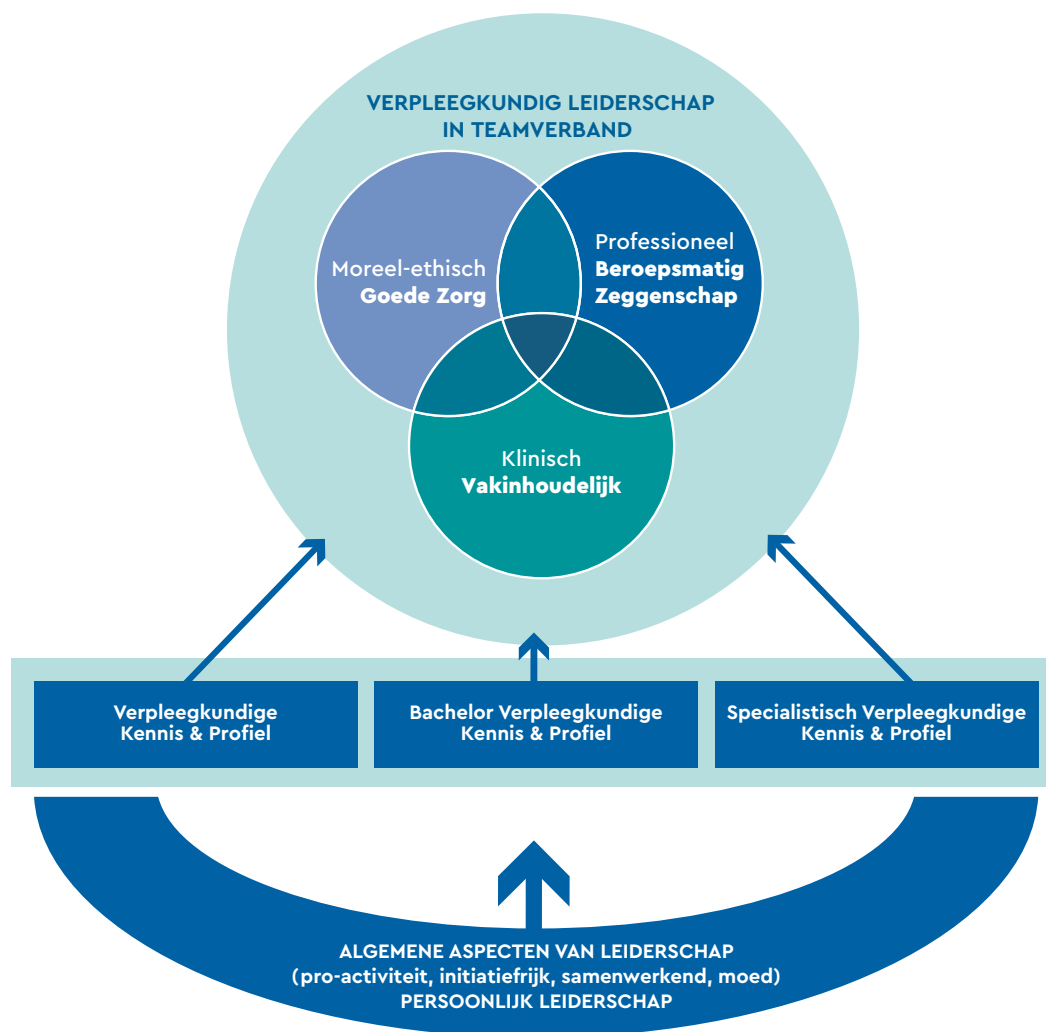 VERPLEEGKUNDIG LEIDERSCHAP
IN TEAMVERBAND
Moreel-ethisch
Goede Zorg
Professioneel
Beroepsmatig
Zeggenschap
Klinisch
Vakinhoudelijk
Verpleegkundige
Kennis & Profiel
Bachelor Verpleegkundige
Kennis & Profiel
Specialistisch Verpleegkundige
Kennis & Profiel
ALGEMENE ASPECTEN VAN LEIDERSCHAP
(pro-activiteit, initiatiefrijk, samenwerkend, moed)
PERSOONLIJK LEIDERSCHAP